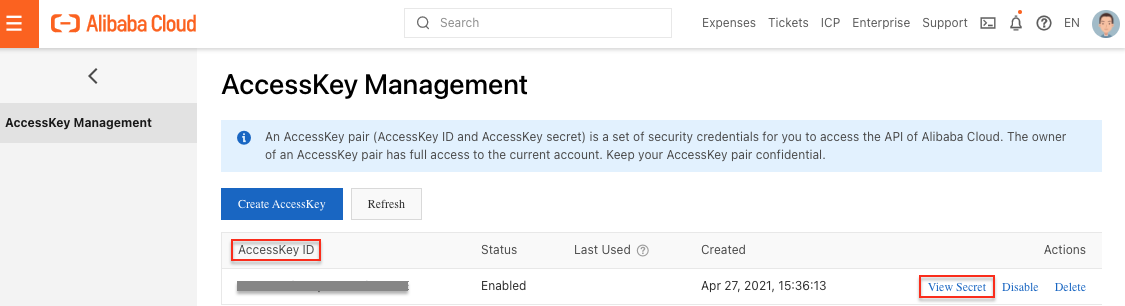 Alibaba Cloud
Search
Expenses Tickets ICP Enterprise Support EN
AccessKey Management
AccessKey Management
An AccessKey pair (AccessKey ID and AccessKey secret) is a set of security credentials for you to access the API of Alibaba Cloud. The owner
of an AccessKey pair has full access to the current account. Keep your AccessKey pair confidential.
Create AccessKey Refresh
AccessKey ID Status Last Used Created Actions
Enabled Apr 27, 2021, 15:36:13 View Secret Disable Delete